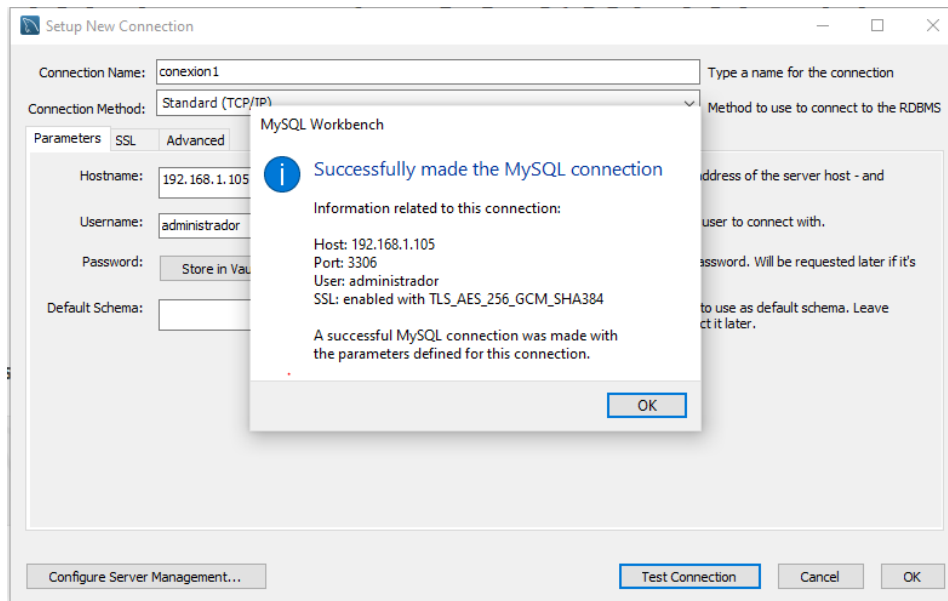 Setup New Connection
Connection Name: conexion1 Type a name for the connection
Connection Method: Standard (TCP/IP) Method to use to connect to the RDBMS
Parameters SSL Advanced
MySQL Workbench
Successfully made the MySQL connection
Information related to this connection:
Host: 192.168.1.105
Port: 3306
User: administrador
SSL: enabled with TLS_AES_256_GCM_SHA384
A successful MySQL connection was made with
the parameters defined for this connection.
OK
Hostname: 192.168.1.105 address of the server host - and
Username: administrador user to connect with.
Password: Store in Vau assword. Will be requested later if it's
Default Schema: to use as default schema. Leave
ct it later.
Configure Server Management... Test Connection Cancel OK